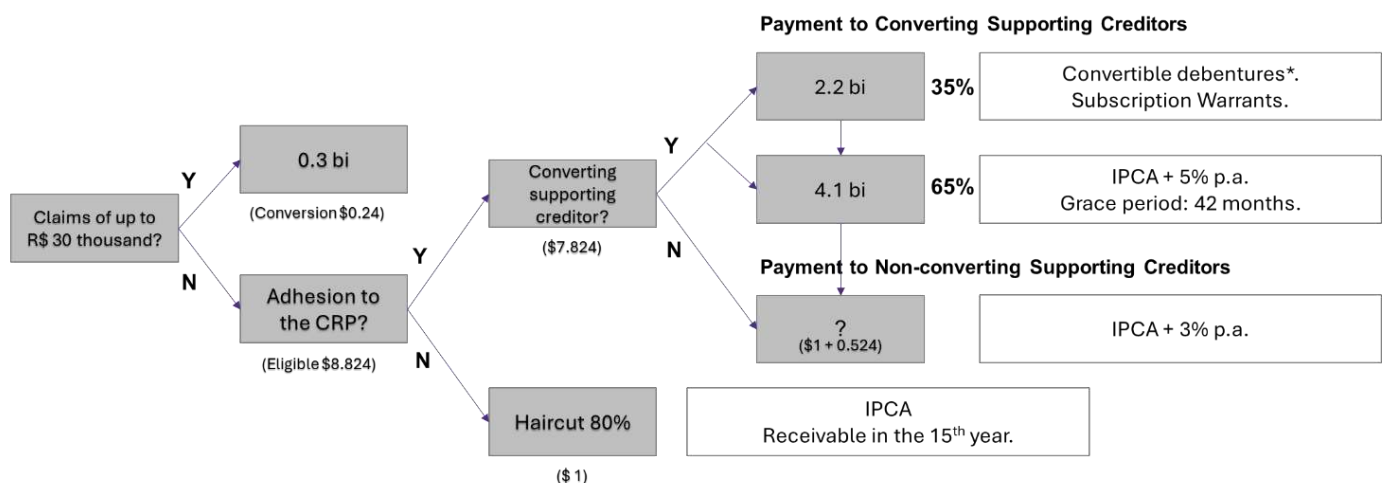 Payment to Converting Supporting Creditors
2.2 bi
35%
Convertible debentures*.
Subscription Warrants.
Y
0.3 bi
(Conversion $0.24)
Y
Converting
supporting
creditor?
($7.824)
4.1 bi
65%
IPCA + 5% p.a.
Grace period: 42 months.
Claims of up to
R$ 30 thousand?
N
Y
N
Payment to Non-converting Supporting Creditors
Adhesion to
the CRP?
(Eligible $8.824)
?
($1 + 0.524)
IPCA + 3% p.a.
N
Haircut 80%
($ 1)
IPCA
Receivable in the 15th year.